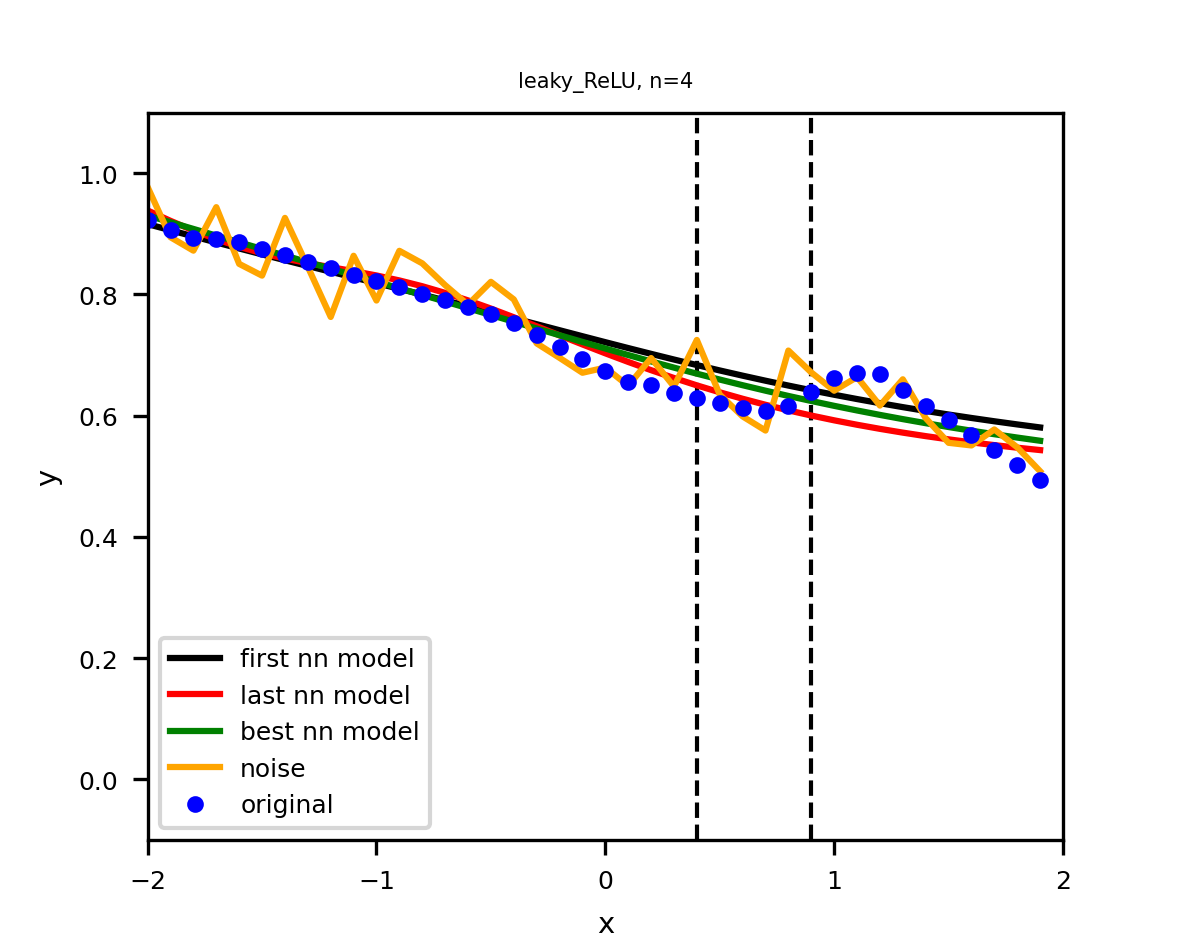 leaky_ReLU, n=4
y
1.0
0.8
0.6
0.4
0.2
0.0
first nn model
last nn model
best nn model
noise
original
−2
−1
0
1
2
x